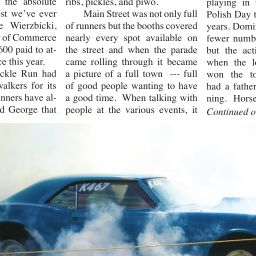 the absolute
st we've ever
e Wierzbicki,
of Commerce
600 paid to at-
ce this year.
ckle Run had
walkers for its
nners have al-
d George that
ribs, pickles, and piwo.
Main Street was not only full
of runners but the booths covered
nearly every spot available on
the street and when the parade
came rolling through it became
a picture of a full town --- full
of good people wanting to have
a good time. When talking with
people at the various events, it
playing in
Polish Day t
years. Domi
fewer numb
but the acti
when the l
won the to
had a father
ning. Horse
Continued o
K467